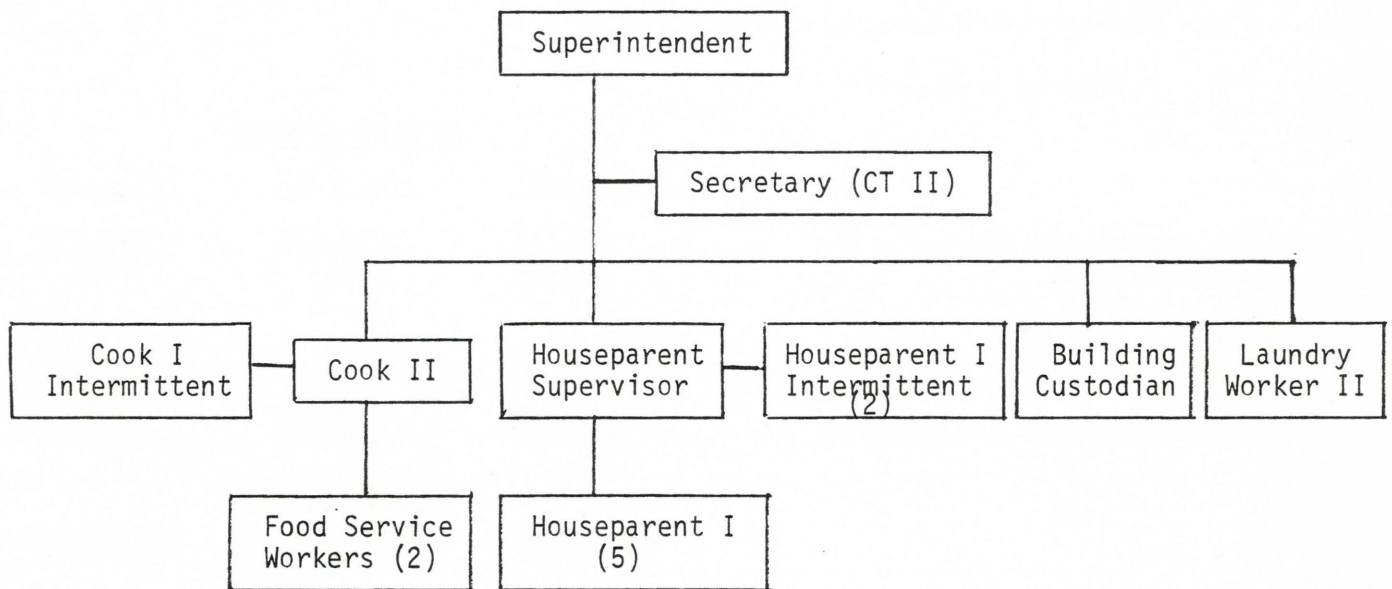 Superintendent
Secretary (CT II)
Cook I
Intermittent
Cook II
Houseparent
Supervisor
Houseparent I
Intermittent
(2)
Building
Custodian
Laundry
Worker II
Food Service
Workers (2)
Houseparent I
(5)